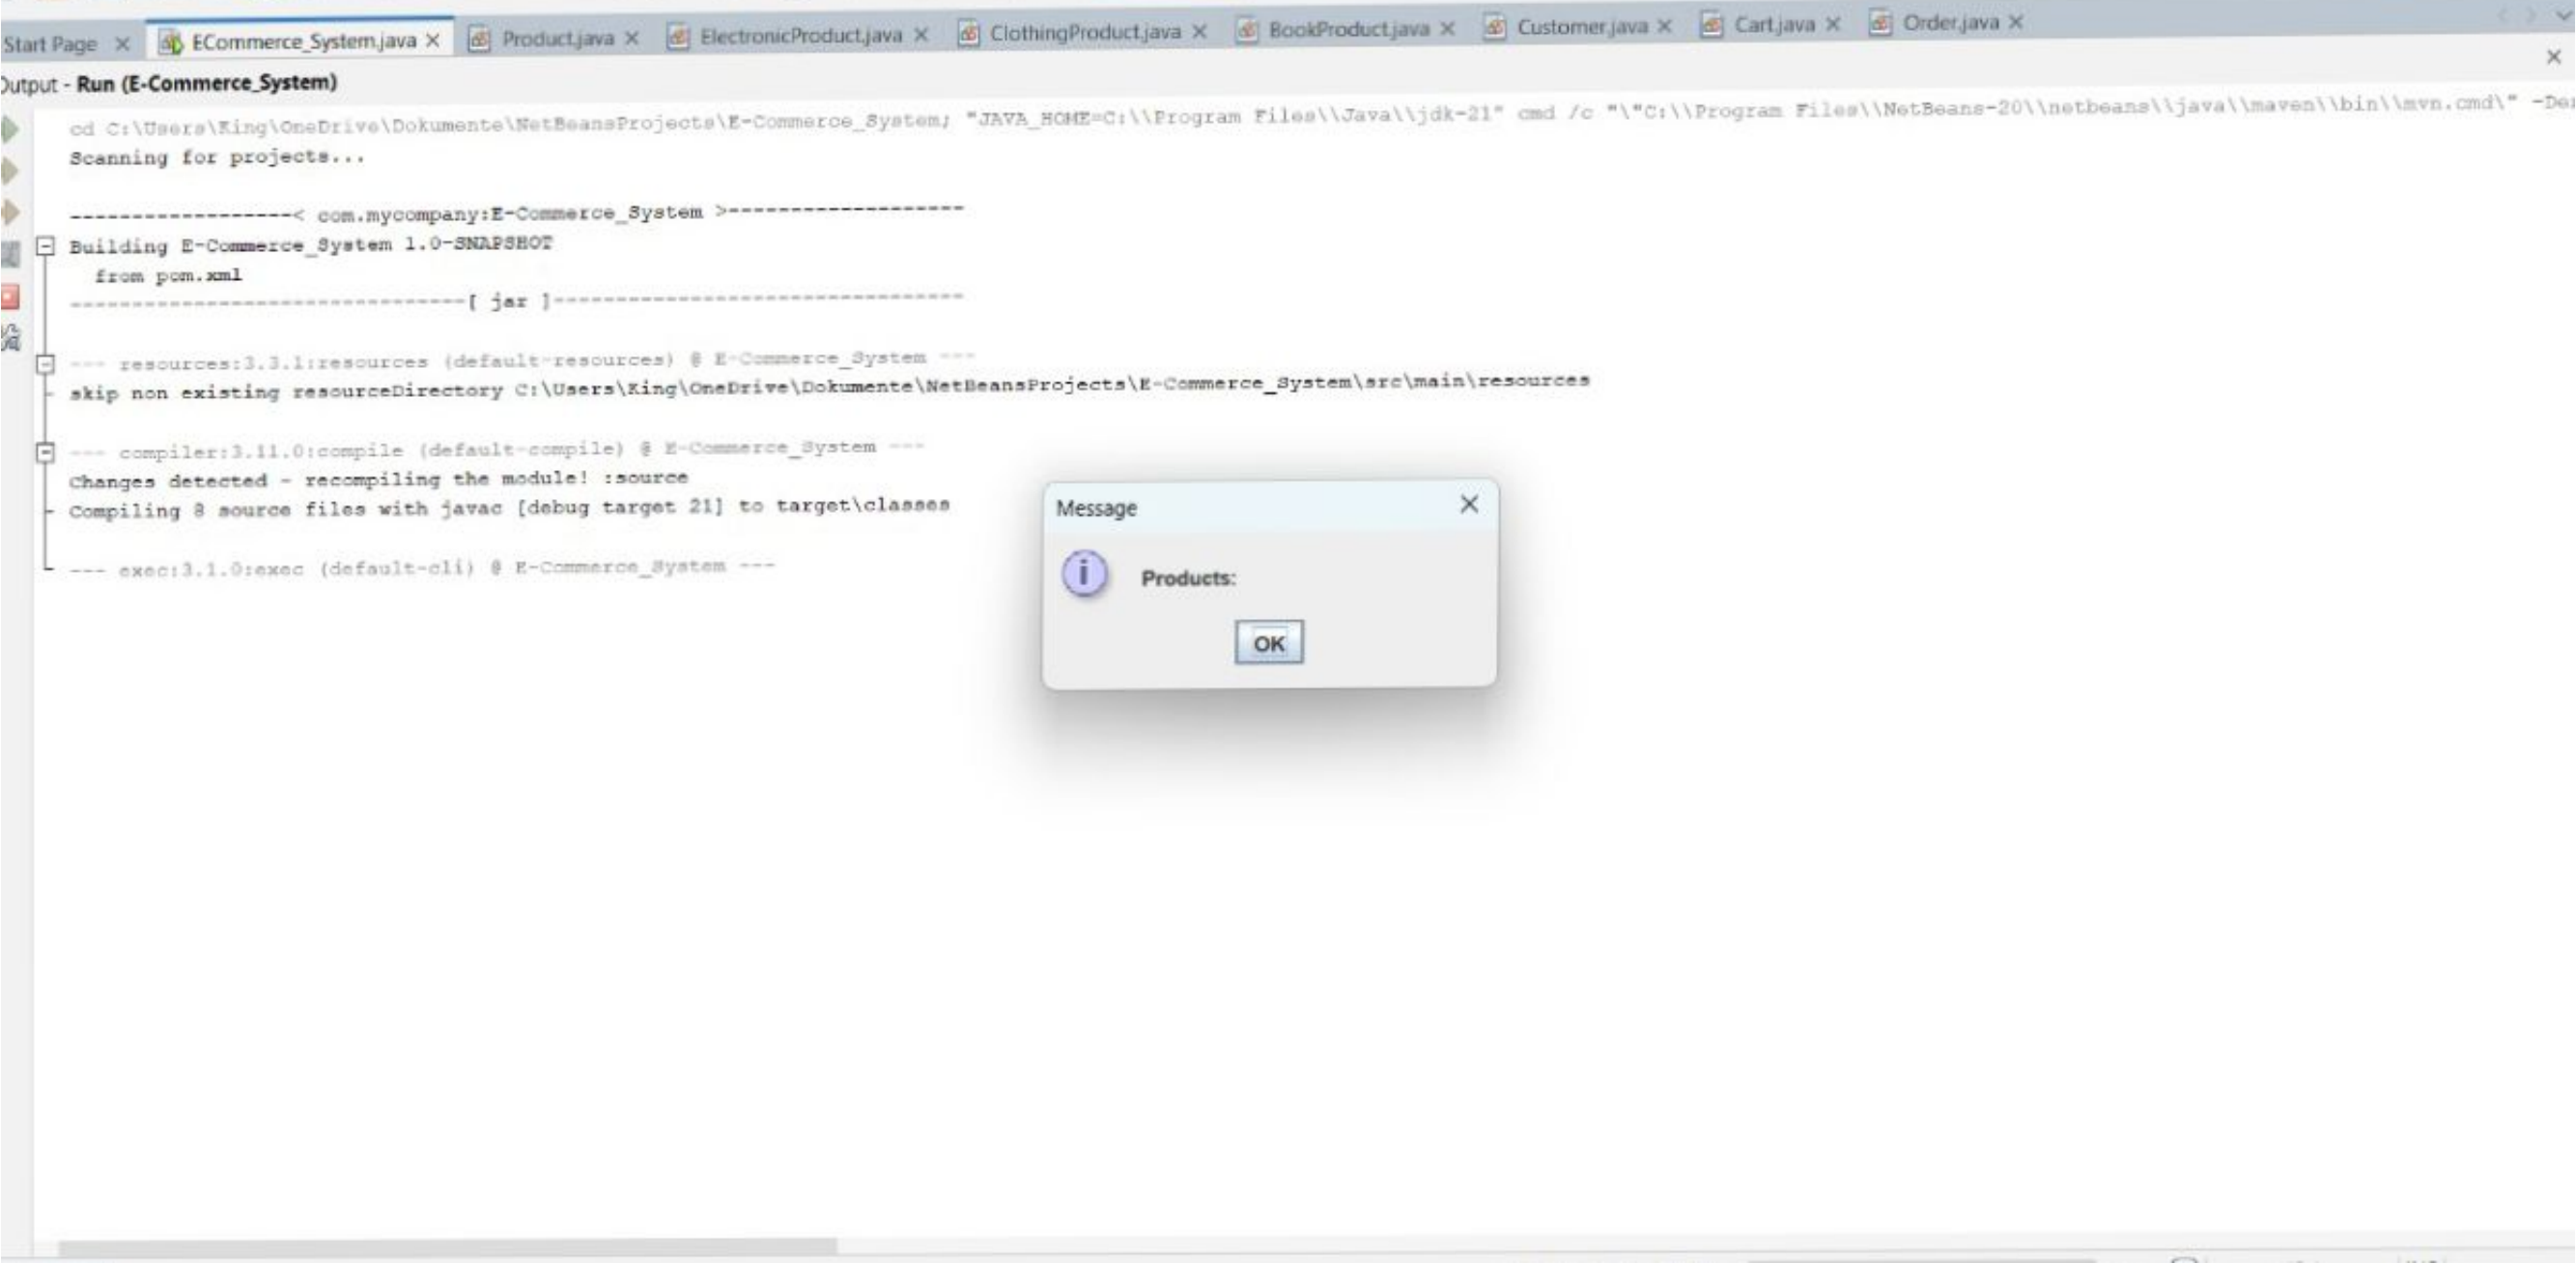 Start Page ECommerce_System.java Product.java ElectronicProduct.java ClothingProduct.java BookProduct.java Customer.java Cart.java Order.java
Output - Run (E-Commerce_System)
cd C:\Users\King\OneDrive\Dokumente\NetBeansProjects\E-Commerce_System; "JAVA_HOME=C:\\Program Files\\Java\\jdk-21" cmd /c "\"C:\\Program Files\\NetBeans-20\\netbeans\\java\\maven\\bin\\mvn.cmd\"
Scanning for projects...
------------------< com.mycompany:E-Commerce_System >-------------------
Building E-Commerce_System 1.0-SNAPSHOT
from pom.xml
--------------------------------[ jar ]---------------------------------
--- resources:3.3.1:resources (default-resources) @ E-Commerce_System ---
skip non existing resourceDirectory C:\Users\King\OneDrive\Dokumente\NetBeansProjects\E-Commerce_System\src\main\resources
--- compiler:3.11.0:compile (default-compile) @ E-Commerce_System ---
Changes detected - recompiling the module! :source
Compiling 8 source files with javac [debug target 21] to target\classes
--- exec:3.1.0:exec (default-cli) @ E-Commerce_System ---
Message
Products:
OK